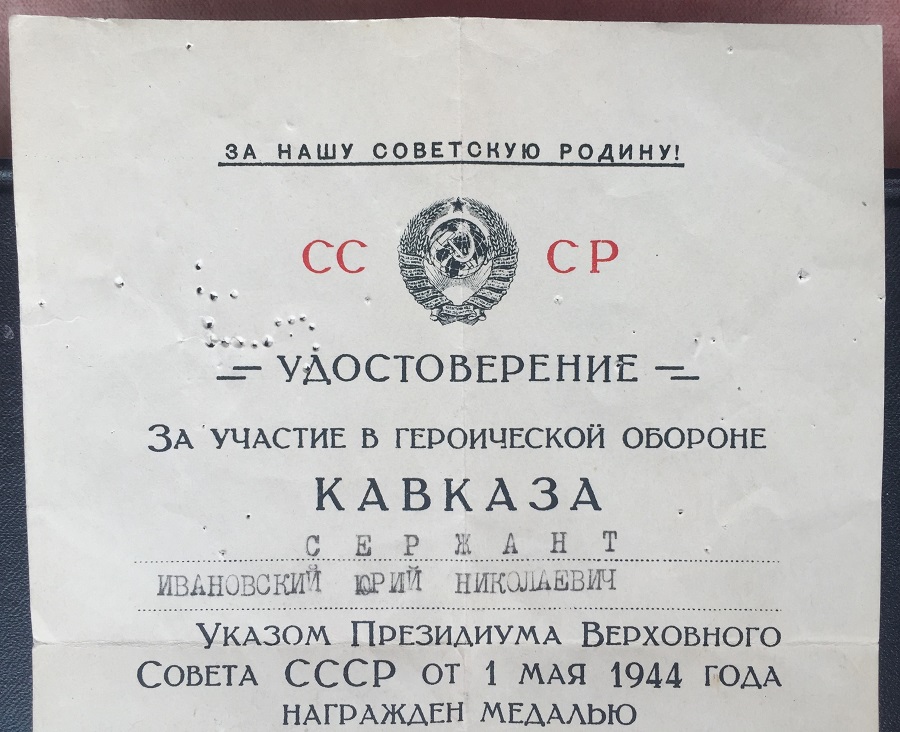 ЗА НАШУ СОВЕТСКУЮ РОДИНУ!
СС СР
УДОСТОВЕРЕНИЕ
ЗА УЧАСТИЕ В ГЕРОИЧЕСКОЙ ОБОРОНЕ
КАВКАЗА
СЕРЖАНТ
ИВАНОВСКИЙ ЮРИЙ НИКОЛАЕВИЧ
УКАЗОМ ПРЕЗИДИУМА ВЕРХОВНОГО
СОВЕТА СССР ОТ 1 МАЯ 1944 ГОДА
НАГРАЖДЕН МЕДАЛЬЮ